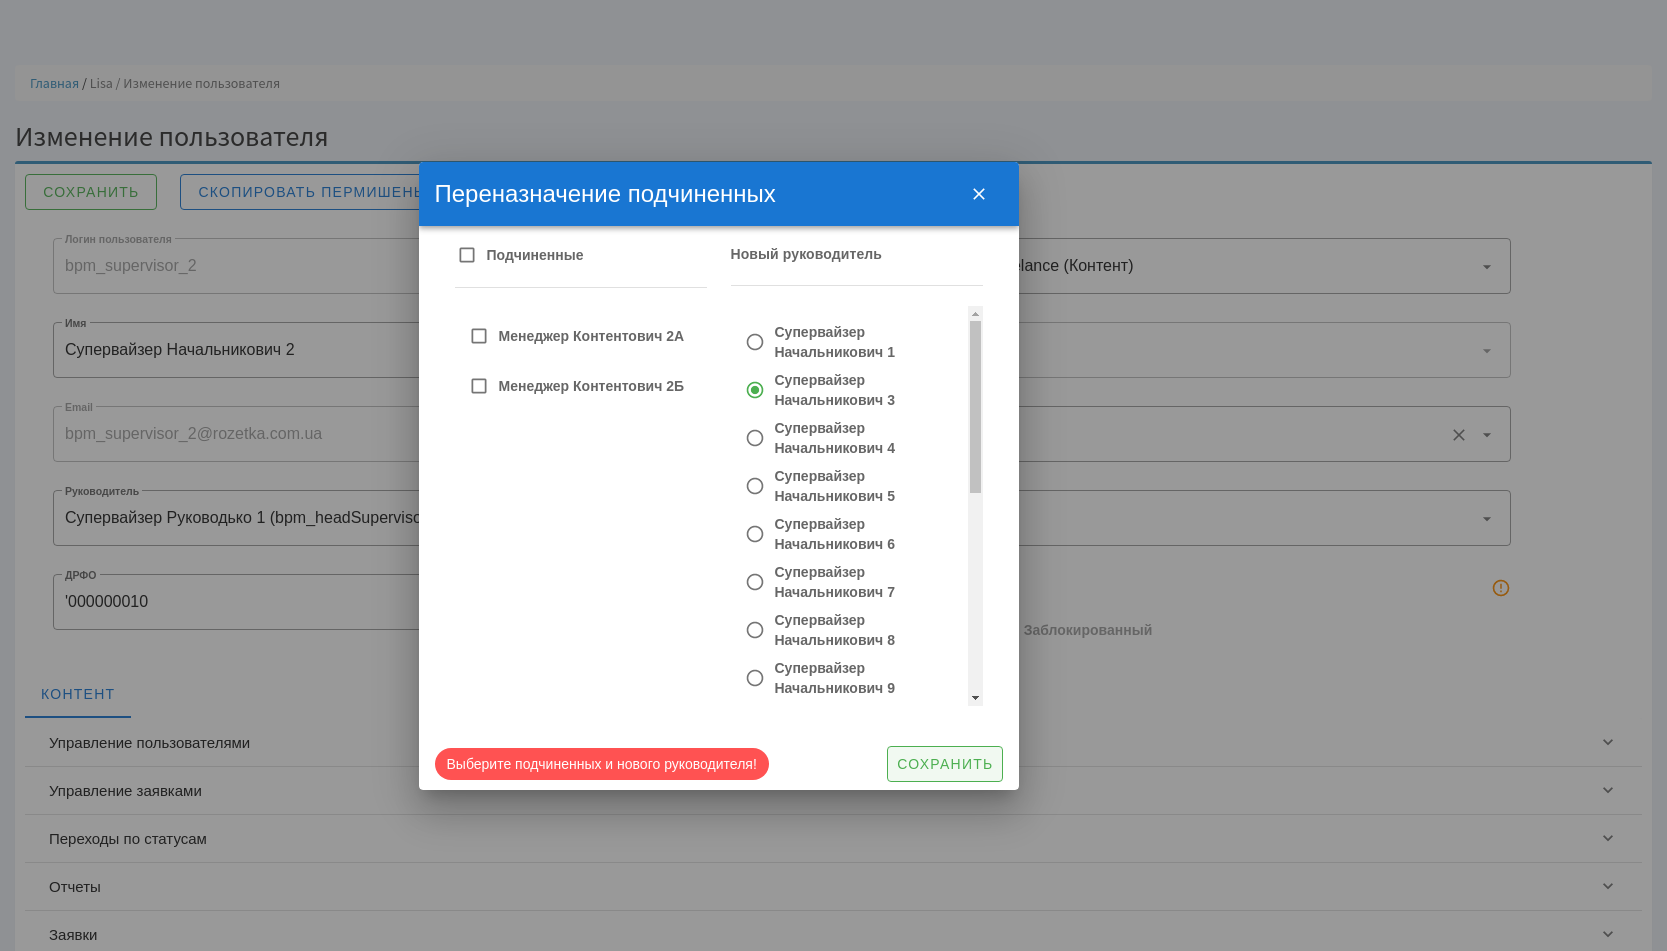 Главная / Lisa / Изменение пользователя
Изменение пользователя
СОХРАНИТЬ
СКОПИРОВАТЬ ПЕРМИШЕНЫ
Логин пользователя
bpm_supervisor_2
Имя
Супервайзер Начальникович 2
Email
bpm_supervisor_2@rozetka.com.ua
Руководитель
Супервайзер Руководько 1 (bpm_headSuperviso
ДРФО
'000000010
elance (Контент)
Заблокированный
Переназначение подчиненных
Подчиненные
Менеджер Контентович 2А
Менеджер Контентович 2Б
Новый руководитель
Супервайзер
Начальникович 1
Супервайзер
Начальникович 3
Супервайзер
Начальникович 4
Супервайзер
Начальникович 5
Супервайзер
Начальникович 6
Супервайзер
Начальникович 7
Супервайзер
Начальникович 8
Супервайзер
Начальникович 9
Выберите подчиненных и нового руководителя!
СОХРАНИТЬ
КОНТЕНТ
Управление пользователями
Управление заявками
Переходы по статусам
Отчеты
Заявки